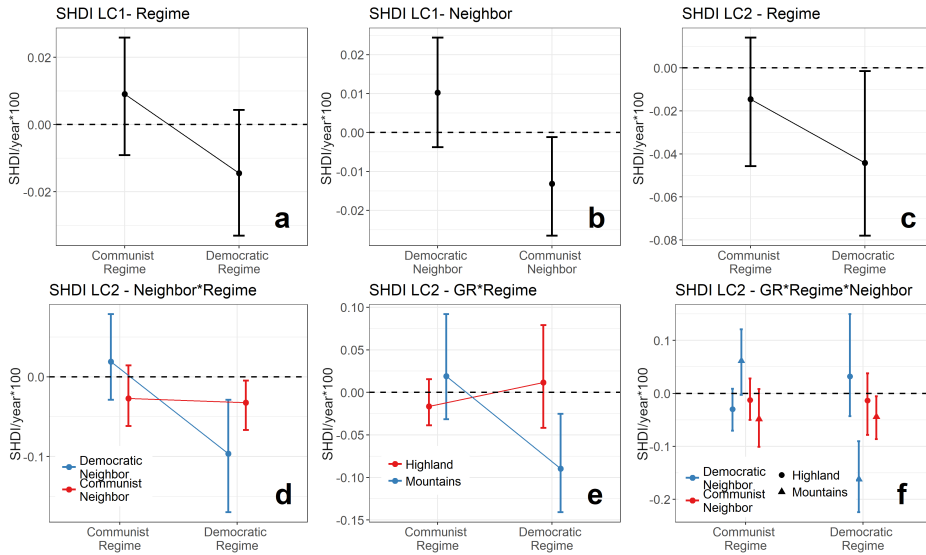 SHDI LC1- Regime
SHDI/year*100
0.02
0.00
-0.02
a
Communist
Regime
Democratic
Regime
SHDI LC1- Neighbor
SHDI/year*100
0.02
0.01
0.00
-0.01
-0.02
b
Democratic
Neighbor
Communist
Neighbor
SHDI LC2 - Regime
SHDI/year*100
0.00
-0.02
-0.04
-0.06
-0.08
c
Communist
Regime
Democratic
Regime
SHDI LC2 - Neighbor*Regime
SHDI/year*100
0.0
-0.1
Democratic
Neighbor
Communist
Neighbor
d
Communist
Regime
Democratic
Regime
SHDI LC2 - GR*Regime
SHDI/year*100
0.10
0.05
0.00
-0.05
-0.10
-0.15
Highland
Mountains
e
Communist
Regime
Democratic
Regime
SHDI LC2 - GR*Regime*Neighbor
SHDI/year*100
0.1
0.0
-0.1
-0.2
Democratic
Neighbor
Communist
Neighbor
Highland
Mountains
f
Communist
Regime
Democratic
Regime